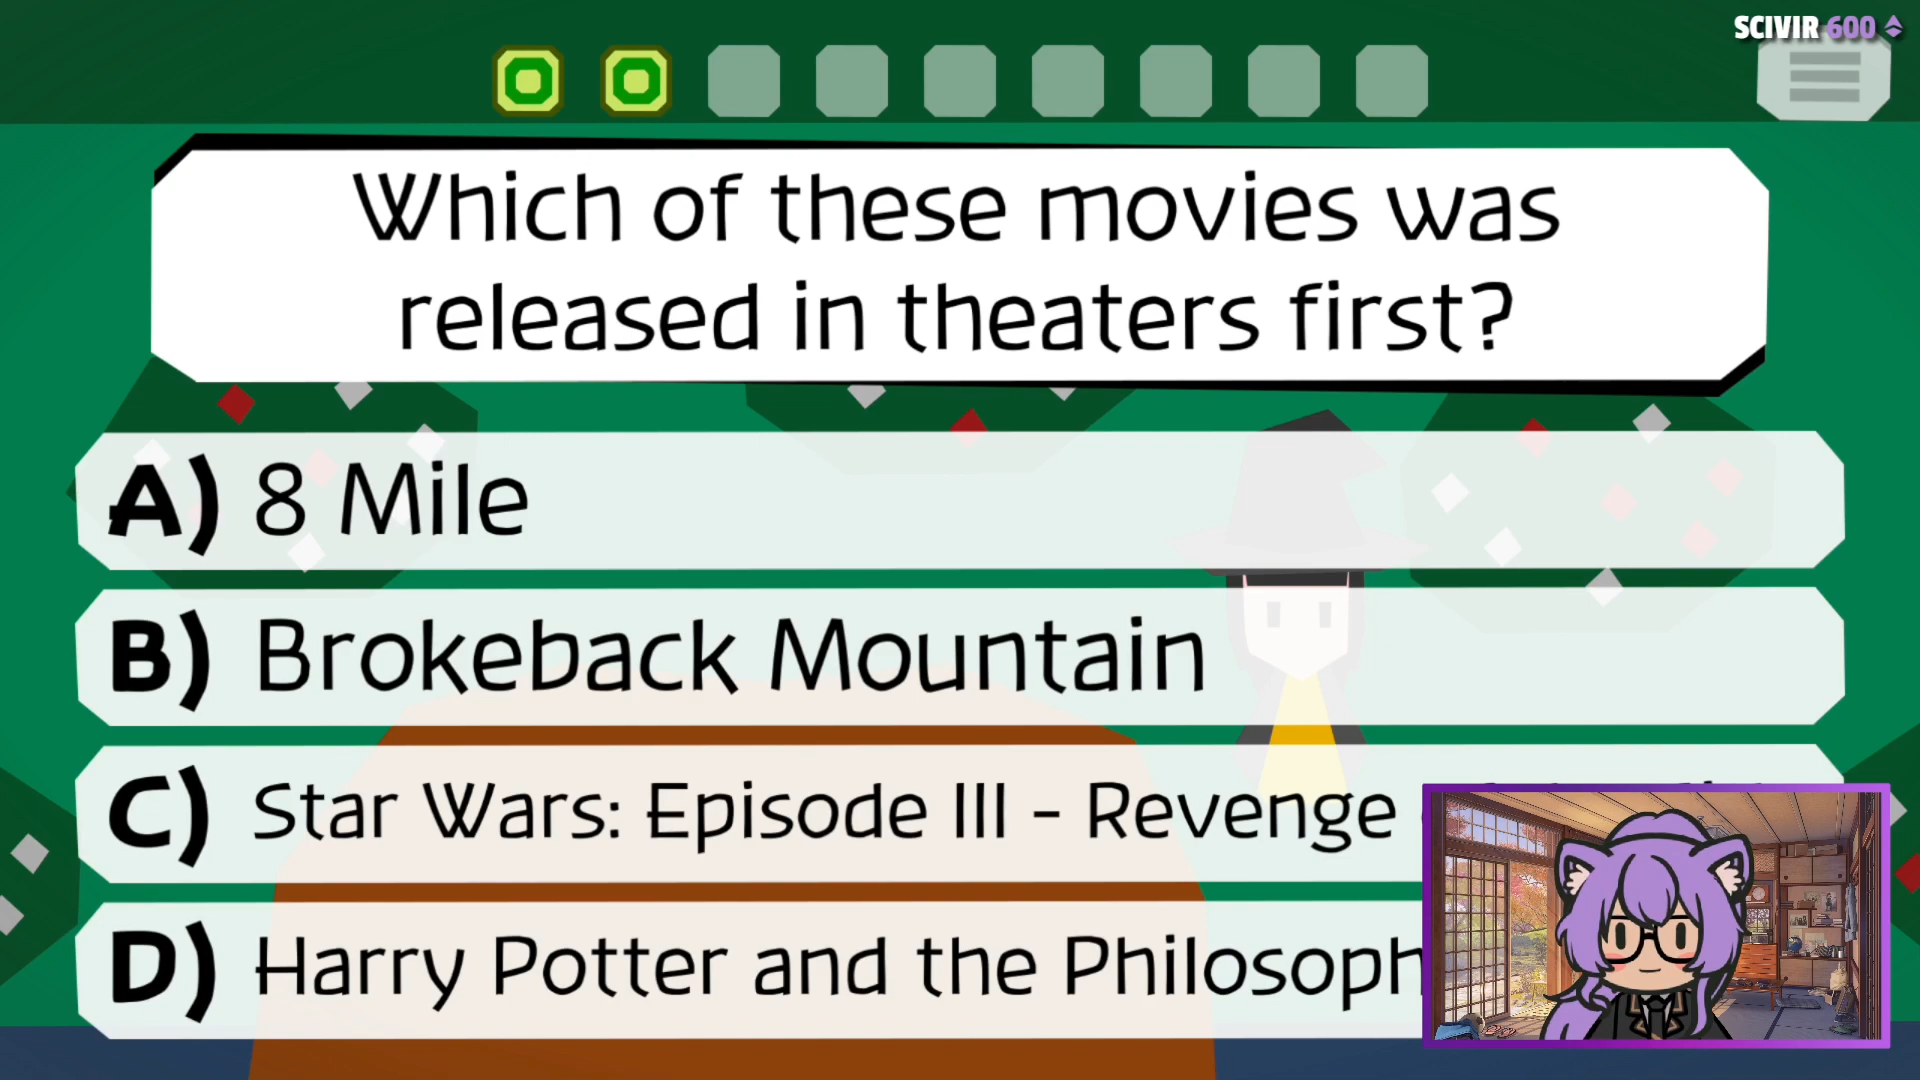 SCIVIR 600
Which of these movies was
released in theaters first?
A) 8 Mile
B) Brokeback Mountain
C) Star Wars: Episode III - Revenge
D) Harry Potter and the